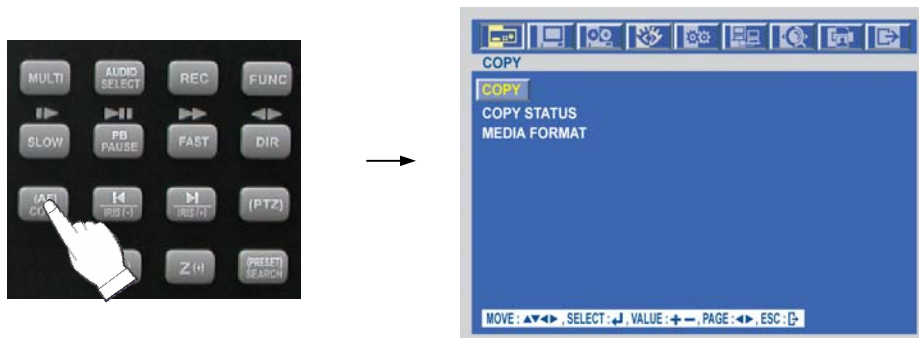 MULTI
AUDIO SELECT
REC
FUNC
SLOW
PB PAUSE
FAST
DIR
(AF)
IRIS (-)
IRIS (+)
(PTZ)
Z (+)
(PRESET) SEARCH
COPY
COPY
COPY STATUS
MEDIA FORMAT
MOVE : ▲▼◄► , SELECT : ↲ , VALUE : + — , PAGE : ◄► , ESC :